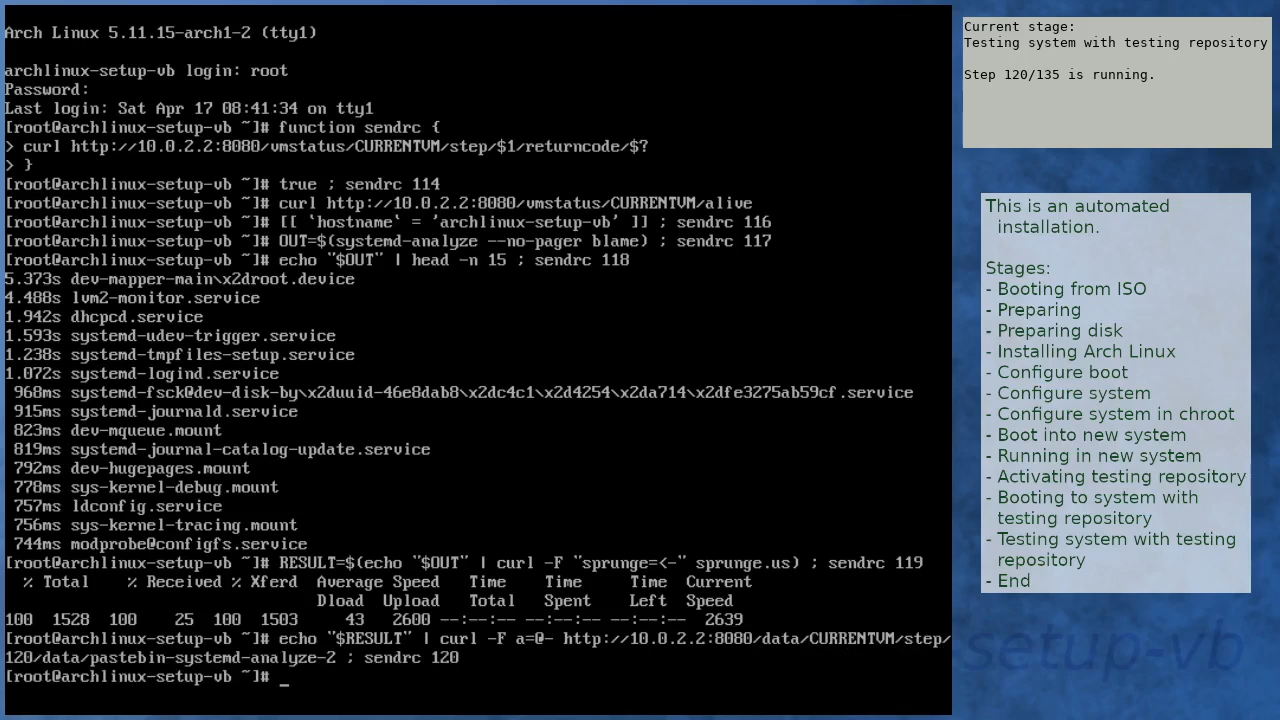 Arch Linux 5.11.15-arch1-2 (tty1)
archlinux-setup-vb login: root
Password:
Last login: Sat Apr 17 08:41:34 on tty1
[root@archlinux-setup-vb ~]# function sendrc {
> curl http://10.0.2.2:8080/vmstatus/CURRENTVM/step/$1/returncode/$?
> }
[root@archlinux-setup-vb ~]# true ; sendrc 114
[root@archlinux-setup-vb ~]# curl http://10.0.2.2:8080/vmstatus/CURRENTVM/alive
[root@archlinux-setup-vb ~]# [[ `hostname` = 'archlinux-setup-vb' ]] ; sendrc 116
[root@archlinux-setup-vb ~]# OUT=$(systemd-analyze --no-pager blame) ; sendrc 117
[root@archlinux-setup-vb ~]# echo "$OUT" | head -n 15 ; sendrc 118
5.373s dev-mapper-main\x2droot.device
4.488s lvm2-monitor.service
1.942s dhcpcd.service
1.593s systemd-udev-trigger.service
1.238s systemd-tmpfiles-setup.service
1.072s systemd-logind.service
968ms systemd-fsck@dev-disk-by\x2duuid-46e8dab8\x2dc4c1\x2d4254\x2da714\x2dfe3275ab59cf.service
915ms systemd-journald.service
823ms dev-mqueue.mount
819ms systemd-journal-catalog-update.service
792ms dev-hugepages.mount
778ms sys-kernel-debug.mount
757ms ldconfig.service
756ms sys-kernel-tracing.mount
744ms modprobe@configfs.service
[root@archlinux-setup-vb ~]# RESULT=$(echo "$OUT" | curl -F "sprunge=<-" sprunge.us) ; sendrc 119
% Total % Received % Xferd Average Speed Time Time Time Current
Dload Upload Total Spent Left Speed
100 1528 100 25 100 1503 43 2600 --:--:-- --:--:-- --:--:-- 2639
[root@archlinux-setup-vb ~]# echo "$RESULT" | curl -F a=@- http://10.0.2.2:8080/data/CURRENTVM/step/
120/data/pastebin-systemd-analyze-2 ; sendrc 120
[root@archlinux-setup-vb ~]# _
Current stage:
Testing system with testing repository
Step 120/135 is running.
This is an automated
installation.
Stages:
- Booting from ISO
- Preparing
- Preparing disk
- Installing Arch Linux
- Configure boot
- Configure system
- Configure system in chroot
- Boot into new system
- Running in new system
- Activating testing repository
- Booting to system with
testing repository
- Testing system with testing
repository
- End
setup-vb